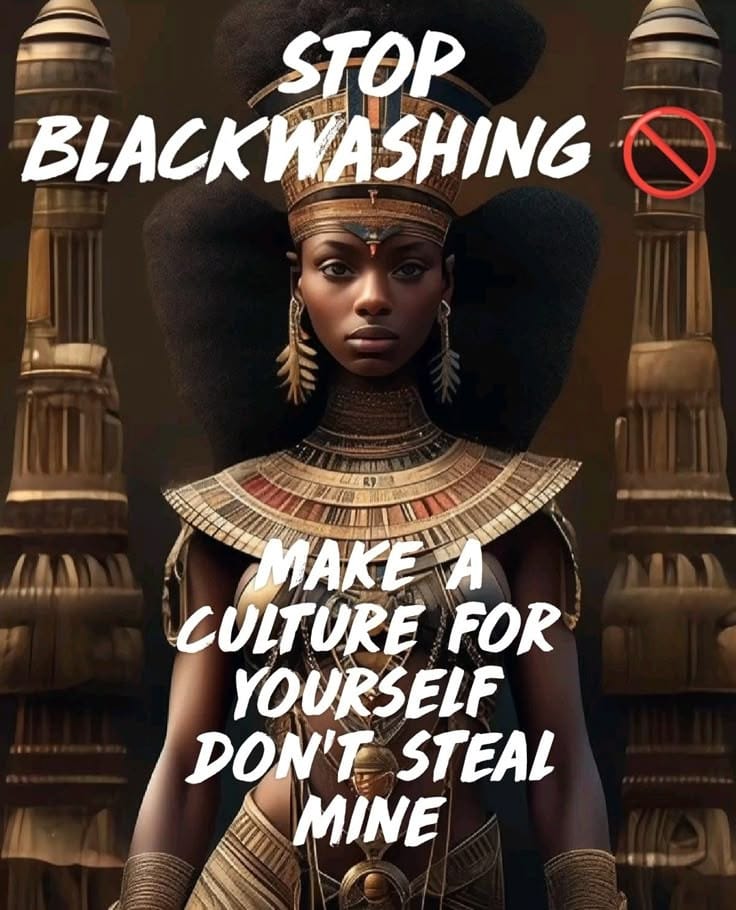 STOP
BLACKWASHING 🚫
MAKE A
CULTURE FOR
YOURSELF
DON'T STEAL
MINE